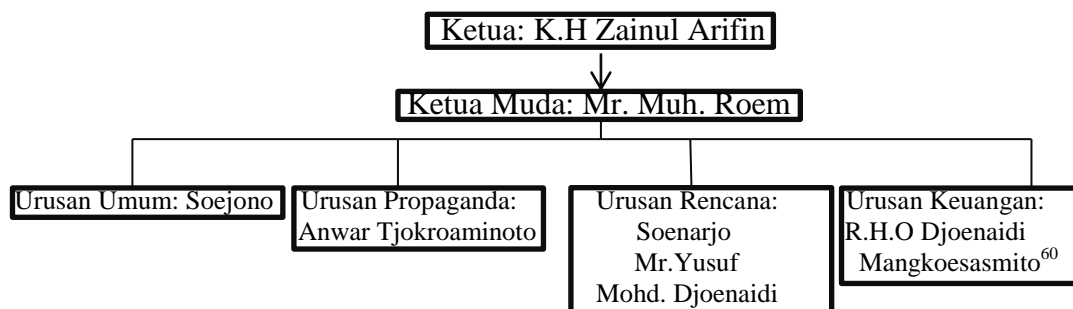 Ketua: K.H Zainul Arifin
Ketua Muda: Mr. Muh. Roem
Urusan Umum: Soejono
Urusan Propaganda:
Anwar Tjokroaminoto
Urusan Rencana:
Soenarjo
Mr.Yusuf
Mohd. Djoenaidi
Urusan Keuangan:
R.H.O Djoenaidi
Mangkoesasmito⁶⁰